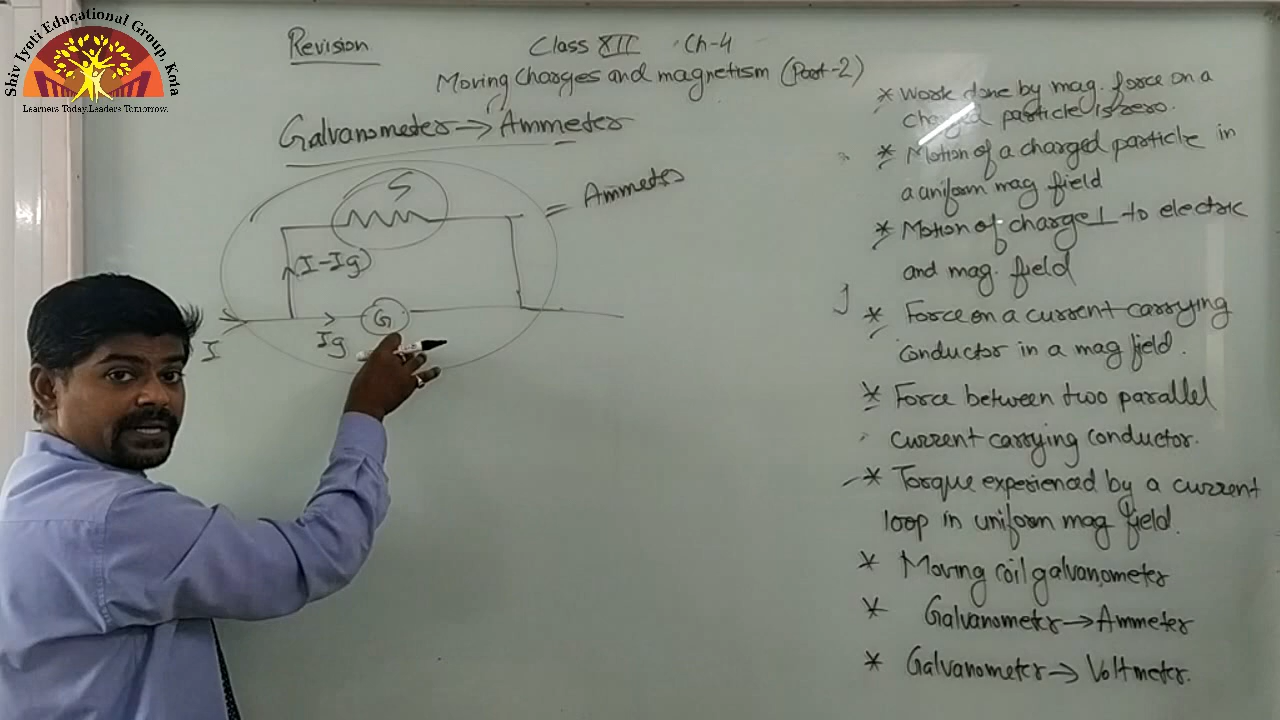 Shiv Jyoti Educational Group, Kota
Learners Today.Leaders Tomorrow.
Revision
Class XII Ch-4
Moving Charges and magnetism (Part-2)
Galvanometer → Ammeter
S
= Ammeter
I-Ig
G
I
Ig
* Work done by mag. force on a
charged particle is zero.
* Motion of a charged particle in
a uniform mag field
* Motion of charge ⊥ to electric
and mag. field
* Force on a current carrying
conductor in a mag field.
* Force between two parallel
current carrying conductor.
* Torque experienced by a current
loop in uniform mag field.
* Moving coil galvanometer
* Galvanometer → Ammeter
* Galvanometer → Voltmeter.